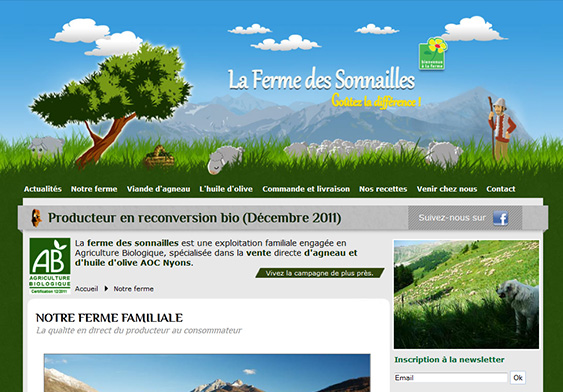 La Ferme des Sonnailles
Goûtez la différence !
bienvenue
à la ferme
Actualités Notre ferme Viande d'agneau L'huile d'olive Commande et livraison Nos recettes Venir chez nous Contact
Producteur en reconversion bio (Décembre 2011)
Suivez-nous sur f
AB
AGRICULTURE
BIOLOGIQUE
Certification 12/2011
La ferme des sonnailles est une exploitation familiale engagée en
Agriculture Biologique, spécialisée dans la vente directe d'agneau et
d'huile d'olive AOC Nyons.
Vivez la campagne de plus près.
Accueil Notre ferme
NOTRE FERME FAMILIALE
La qualite en direct du producteur au consommateur
Inscription à la newsletter
Email Ok